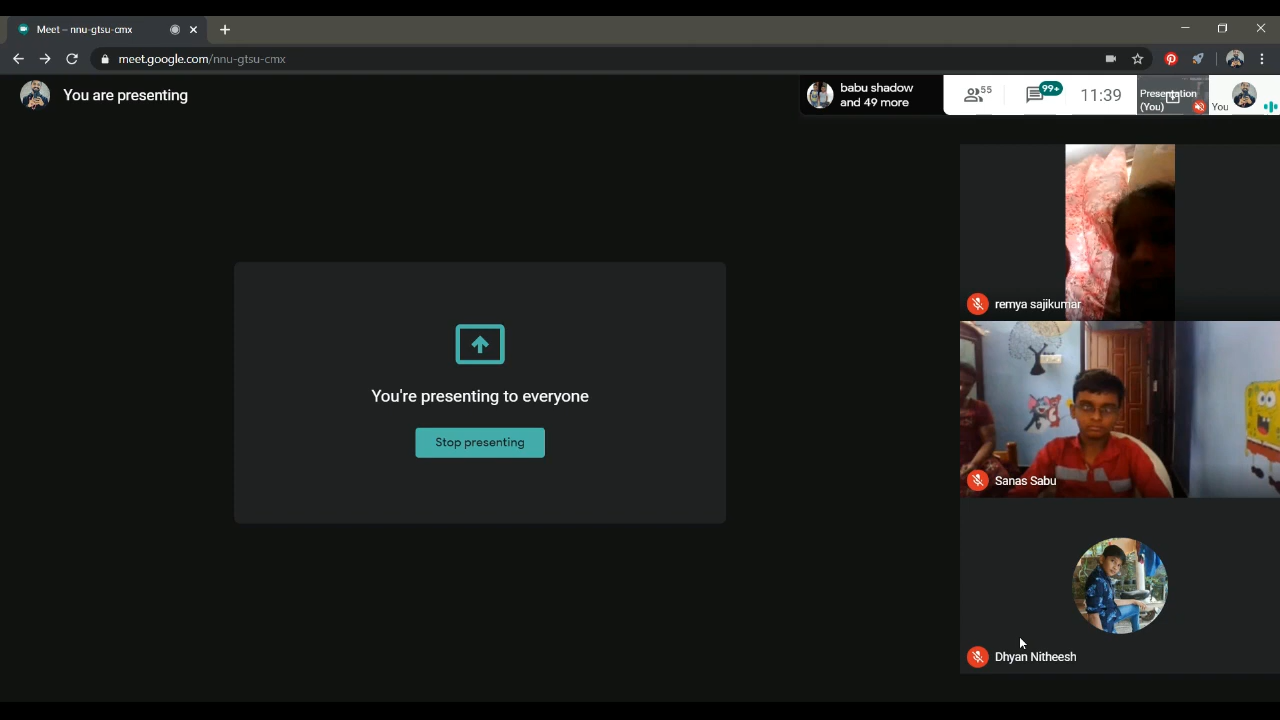 Meet – nnu-gtsu-cmx
meet.google.com/nnu-gtsu-cmx
You are presenting
babu shadow
and 49 more
55
99+
11:39
Presentation
(You)
You
remya sajikumar
You're presenting to everyone
Stop presenting
Sanas Sabu
Dhyan Nitheesh